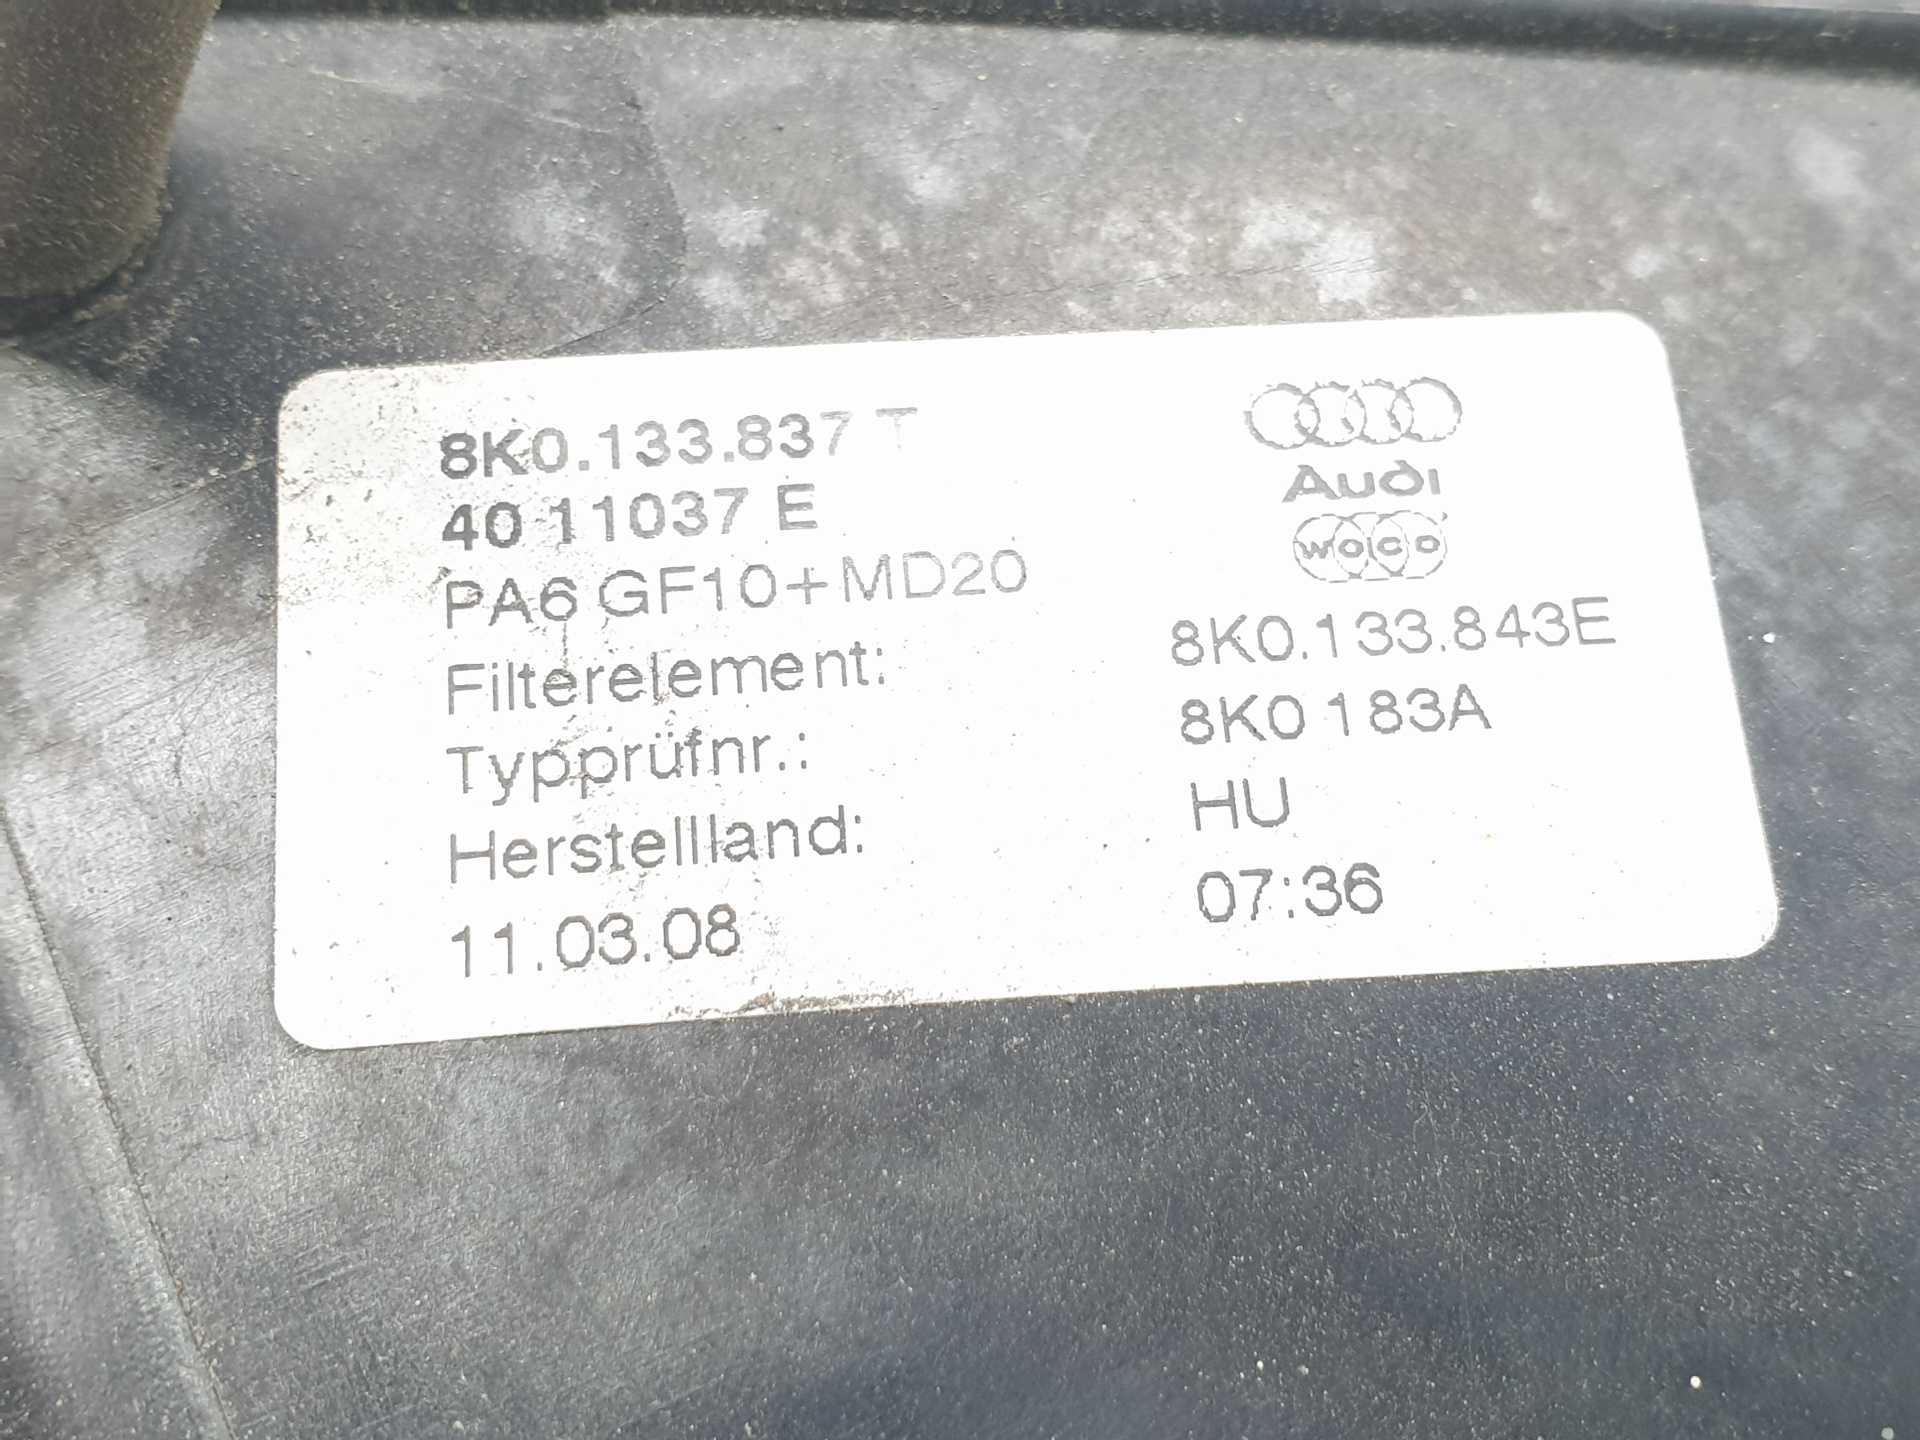 8K0.133.837 T
40 11037 E
PA6 GF10+MD20
Audi
woco
Filterelement: 8K0.133.843E
Typprüfnr.: 8K0 183A
Herstellland: HU
11.03.08 07:36